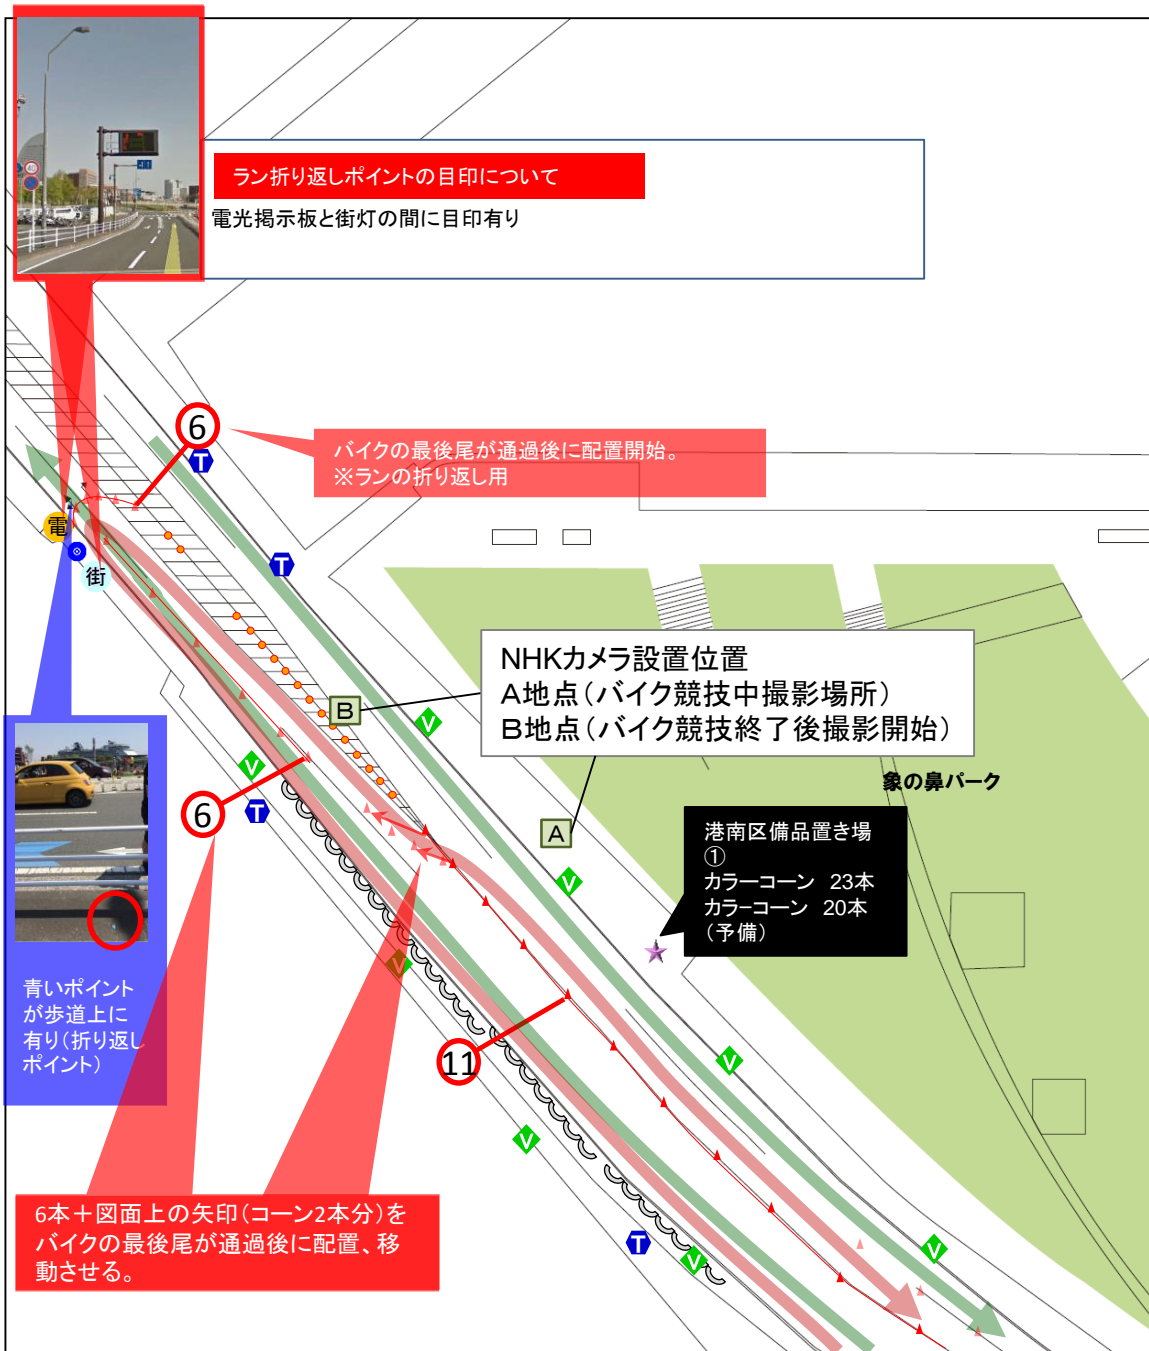 ラン折り返しポイントの目印について
電光掲示板と街灯の間に目印有り
40
6
T
バイクの最後尾が通過後に配置開始。
※ランの折り返し用
電
街
T
NHKカメラ設置位置
A地点(バイク競技中撮影場所)
B地点(バイク競技終了後撮影開始)
B
V
V
象の鼻パーク
6
T
A
港南区備品置き場
①
カラーコーン 23本
カラーコーン 20本
(予備)
V
V
青いポイント
が歩道上に
有り(折り返し
ポイント)
11
V
V
6本+図面上の矢印(コーン2本分)を
バイクの最後尾が通過後に配置、移
動させる。
T
V
V